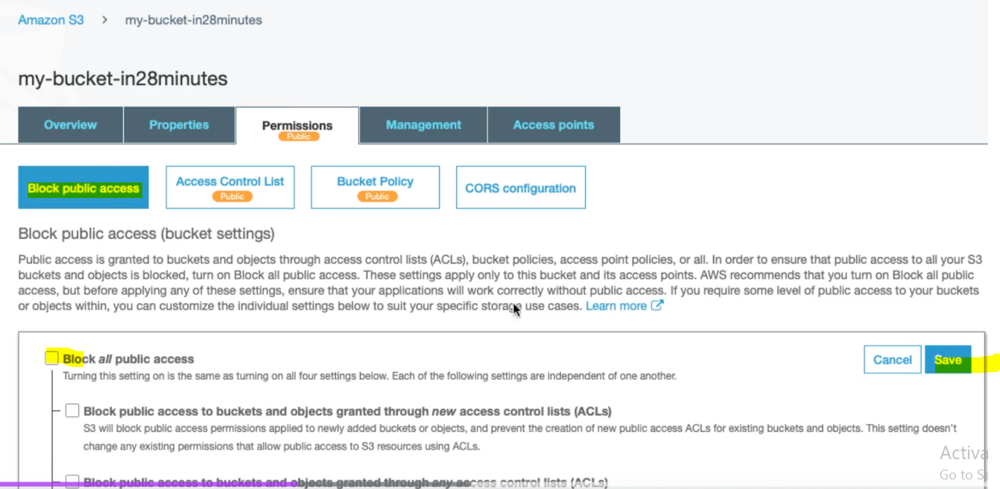 Amazon S3 > my-bucket-in28minutes
my-bucket-in28minutes
Overview Properties Permissions Management Access points
Public
Block public access Access Control List Bucket Policy CORS configuration
Public Public
Block public access (bucket settings)
Public access is granted to buckets and objects through access control lists (ACLs), bucket policies, access point policies, or all. In order to ensure that public access to all your S3
buckets and objects is blocked, turn on Block all public access. These settings apply only to this bucket and its access points. AWS recommends that you turn on Block all public
access, but before applying any of these settings, ensure that your applications will work correctly without public access. If you require some level of public access to your buckets
or objects within, you can customize the individual settings below to suit your specific storage use cases. Learn more
Block all public access Cancel Save
Turning this setting on is the same as turning on all four settings below. Each of the following settings are independent of one another.
Block public access to buckets and objects granted through new access control lists (ACLs)
S3 will block public access permissions applied to newly added buckets or objects, and prevent the creation of new public access ACLs for existing buckets and objects. This setting doesn't
change any existing permissions that allow public access to S3 resources using ACLs.
Activa
Go to S
Block public access to buckets and objects granted through any access control lists (ACLs)